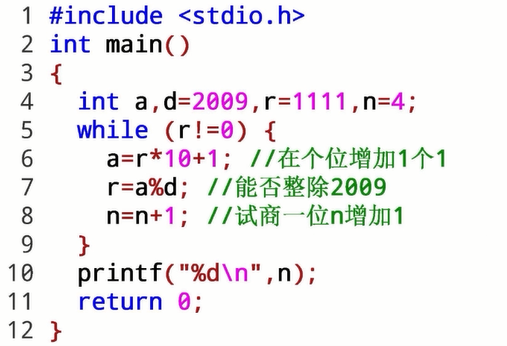 1 #include <stdio.h>
2 int main()
3 {
4   int a,d=2009,r=1111,n=4;
5   while (r!=0) {
6     a=r*10+1; //在个位增加1个1
7     r=a%d; //能否整除2009
8     n=n+1; //试商一位n增加1
9   }
10   printf("%d\n",n);
11   return 0;
12 }